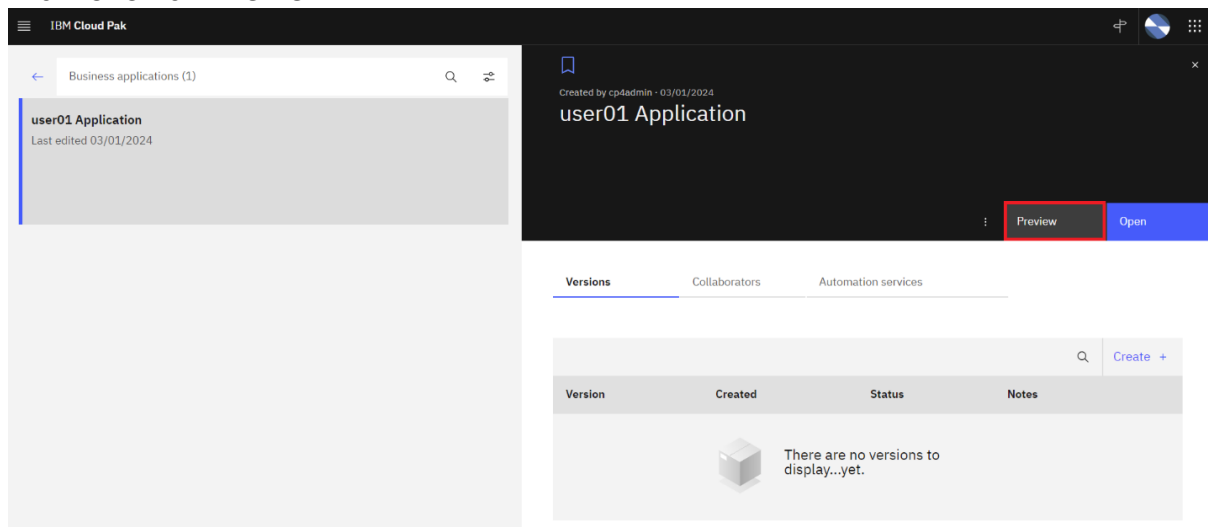 IBM Cloud Pak
Business applications (1)
user01 Application
Last edited 03/01/2024
Created by cp4admin - 03/01/2024
user01 Application
Preview
Open
Versions Collaborators Automation services
Create +
Version Created Status Notes
There are no versions to
display...yet.